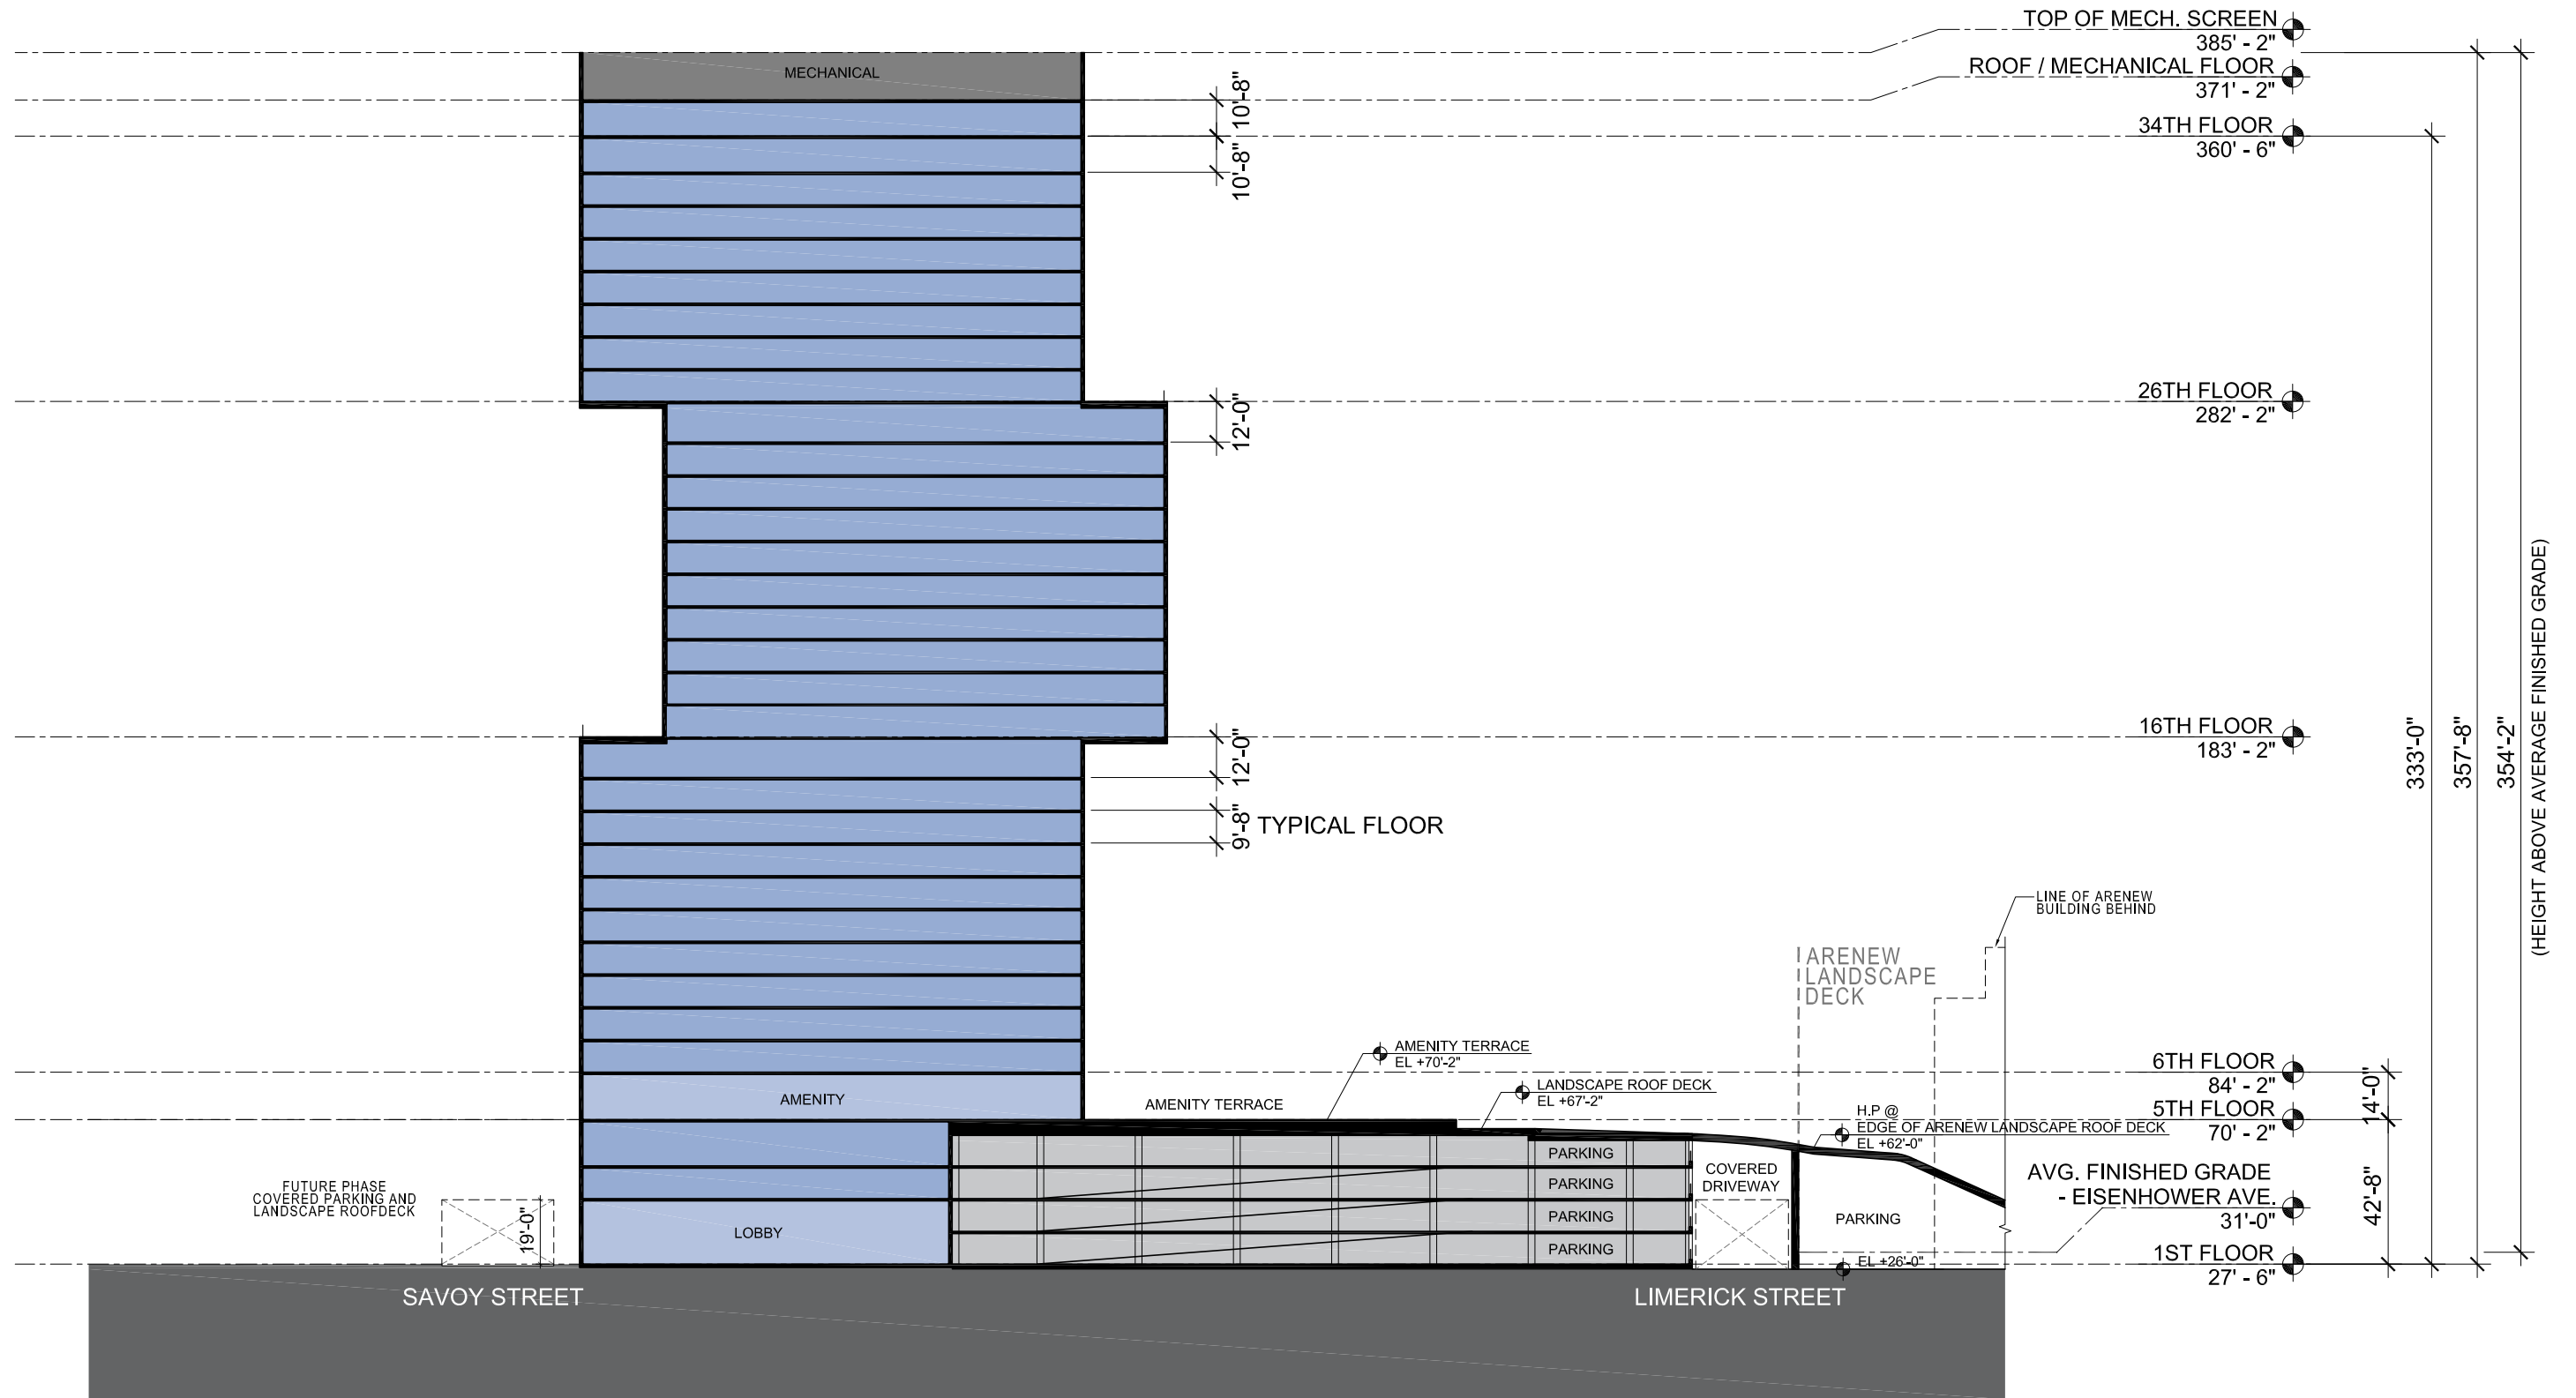 TOP OF MECH. SCREEN
385' - 2"
ROOF / MECHANICAL FLOOR
371' - 2"
34TH FLOOR
360' - 6"
26TH FLOOR
282' - 2"
16TH FLOOR
183' - 2"
6TH FLOOR
84' - 2"
5TH FLOOR
70' - 2"
AVG. FINISHED GRADE
- EISENHOWER AVE.
31'-0"
1ST FLOOR
27' - 6"
MECHANICAL
10'-8"
10'-8"
12'-0"
12'-0"
9'-8"
TYPICAL FLOOR
333'-0"
357'-8"
354'-2"
(HEIGHT ABOVE AVERAGE FINISHED GRADE)
14'-0"
42'-8"
LINE OF ARENEW
BUILDING BEHIND
ARENEW
LANDSCAPE
DECK
AMENITY TERRACE
EL +70'-2"
LANDSCAPE ROOF DECK
EL +67'-2"
H.P @
EDGE OF ARENEW LANDSCAPE ROOF DECK
EL +62'-0"
AMENITY
AMENITY TERRACE
PARKING
PARKING
PARKING
PARKING
COVERED
DRIVEWAY
PARKING
EL +26'-0"
LOBBY
FUTURE PHASE
COVERED PARKING AND
LANDSCAPE ROOFDECK
19'-0"
SAVOY STREET
LIMERICK STREET